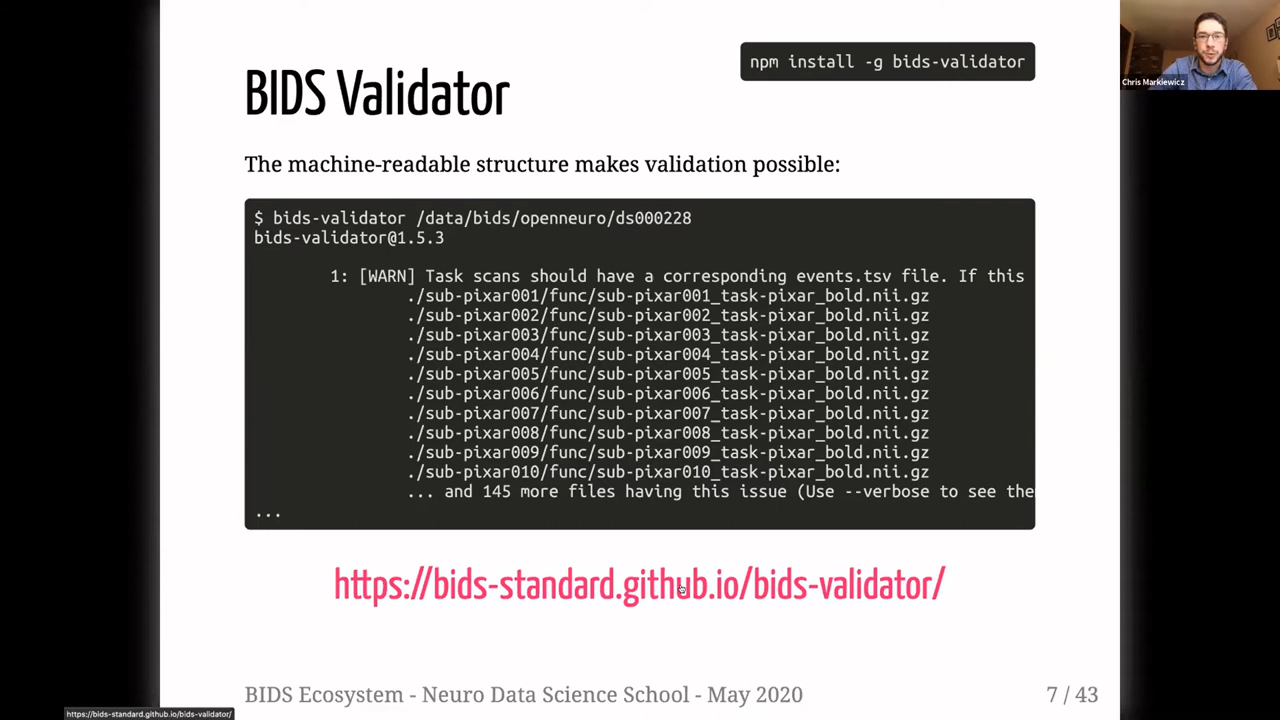 npm install -g bids-validator
Chris Markiewicz
BIDS Validator
The machine-readable structure makes validation possible:
$ bids-validator /data/bids/openneuro/ds000228
bids-validator@1.5.3
1: [WARN] Task scans should have a corresponding events.tsv file. If this
./sub-pixar001/func/sub-pixar001_task-pixar_bold.nii.gz
./sub-pixar002/func/sub-pixar002_task-pixar_bold.nii.gz
./sub-pixar003/func/sub-pixar003_task-pixar_bold.nii.gz
./sub-pixar004/func/sub-pixar004_task-pixar_bold.nii.gz
./sub-pixar005/func/sub-pixar005_task-pixar_bold.nii.gz
./sub-pixar006/func/sub-pixar006_task-pixar_bold.nii.gz
./sub-pixar007/func/sub-pixar007_task-pixar_bold.nii.gz
./sub-pixar008/func/sub-pixar008_task-pixar_bold.nii.gz
./sub-pixar009/func/sub-pixar009_task-pixar_bold.nii.gz
./sub-pixar010/func/sub-pixar010_task-pixar_bold.nii.gz
... and 145 more files having this issue (Use --verbose to see the
...
https://bids-standard.github.io/bids-validator/
BIDS Ecosystem - Neuro Data Science School - May 2020
7 / 43
https://bids-standard.github.io/bids-validator/